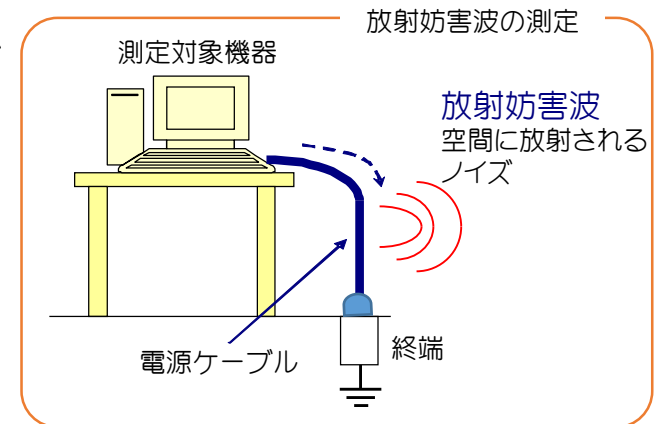 放射妨害波の測定
測定対象機器
放射妨害波
空間に放射される
ノイズ
電源ケーブル
終端